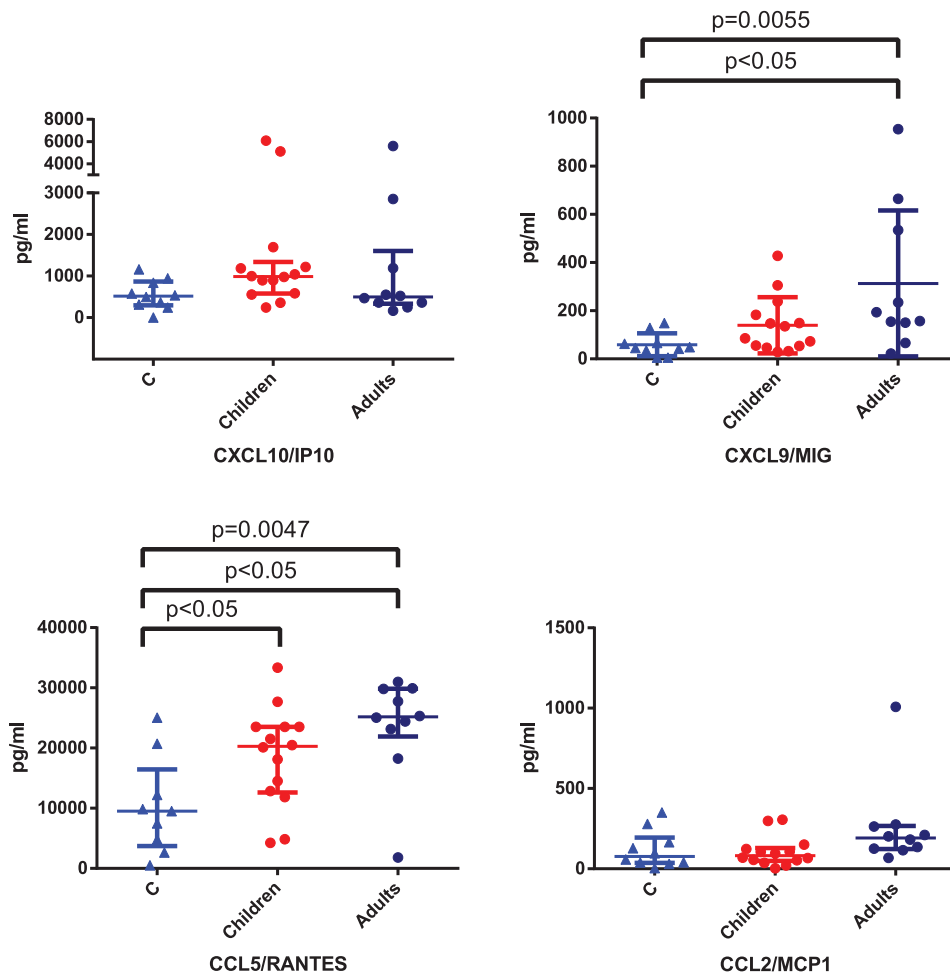 8000
6000
4000
3000
2000
1000
0
pg/ml
C
Children
Adults
CXCL10/IP10
p=0.0055
p<0.05
1000
800
600
400
200
0
pg/ml
C
Children
Adults
CXCL9/MIG
p=0.0047
p<0.05
p<0.05
40000
30000
20000
10000
0
pg/ml
C
Children
Adults
CCL5/RANTES
1500
1000
500
0
pg/ml
C
Children
Adults
CCL2/MCP1